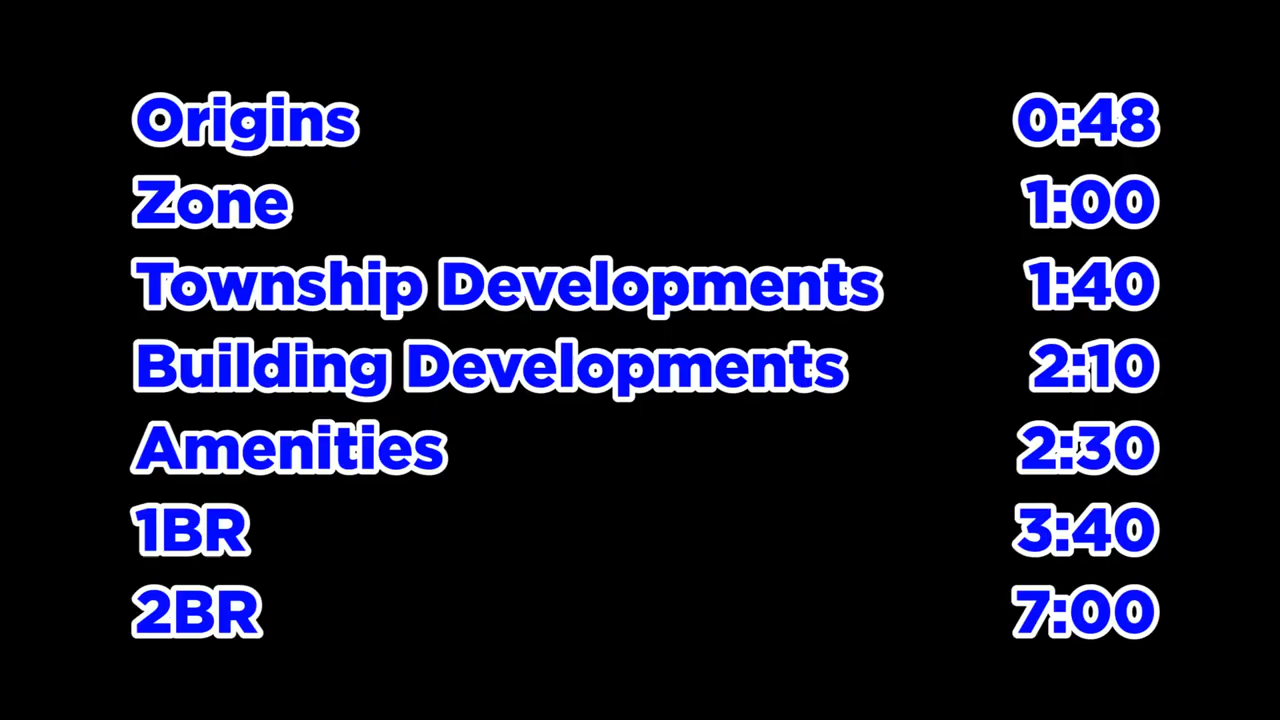 Origins 0:48
Zone 1:00
Township Developments 1:40
Building Developments 2:10
Amenities 2:30
1BR 3:40
2BR 7:00